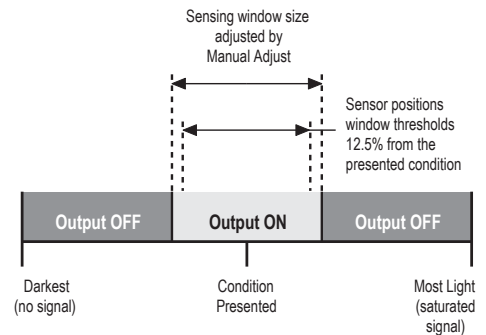 Sensing window size
adjusted by
Manual Adjust
Sensor positions
window thresholds
12.5% from the
presented condition
Output OFF
Output ON
Output OFF
Darkest
(no signal)
Condition
Presented
Most Light
(saturated
signal)